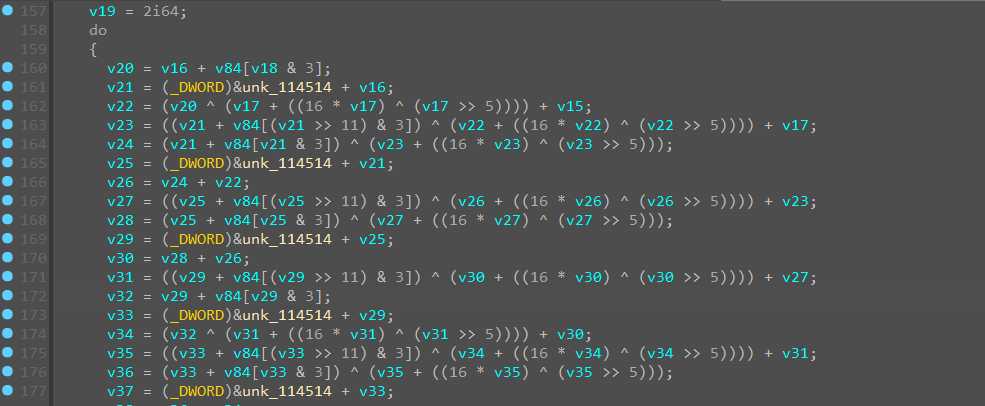 157 v19 = 2i64;
158 do
159 {
160 v20 = v16 + v84[v18 & 3];
161 v21 = (_DWORD)&unk_114514 + v16;
162 v22 = (v20 ^ (v17 + ((16 * v17) ^ (v17 >> 5)))) + v15;
163 v23 = ((v21 + v84[(v21 >> 11) & 3]) ^ (v22 + ((16 * v22) ^ (v22 >> 5)))) + v17;
164 v24 = (v21 + v84[v21 & 3]) ^ (v23 + ((16 * v23) ^ (v23 >> 5)));
165 v25 = (_DWORD)&unk_114514 + v21;
166 v26 = v24 + v22;
167 v27 = ((v25 + v84[(v25 >> 11) & 3]) ^ (v26 + ((16 * v26) ^ (v26 >> 5)))) + v23;
168 v28 = (v25 + v84[v25 & 3]) ^ (v27 + ((16 * v27) ^ (v27 >> 5)));
169 v29 = (_DWORD)&unk_114514 + v25;
170 v30 = v28 + v26;
171 v31 = ((v29 + v84[(v29 >> 11) & 3]) ^ (v30 + ((16 * v30) ^ (v30 >> 5)))) + v27;
172 v32 = v29 + v84[v29 & 3];
173 v33 = (_DWORD)&unk_114514 + v29;
174 v34 = (v32 ^ (v31 + ((16 * v31) ^ (v31 >> 5)))) + v30;
175 v35 = ((v33 + v84[(v33 >> 11) & 3]) ^ (v34 + ((16 * v34) ^ (v34 >> 5)))) + v31;
176 v36 = (v33 + v84[v33 & 3]) ^ (v35 + ((16 * v35) ^ (v35 >> 5)));
177 v37 = (_DWORD)&unk_114514 + v33;